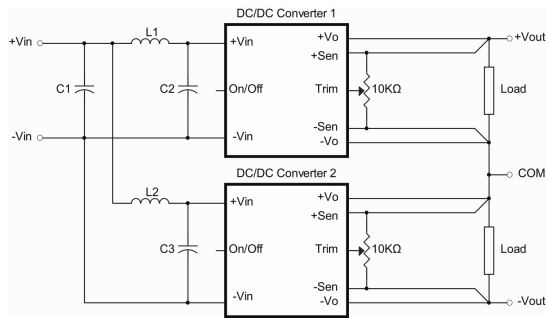 DC/DC Converter 1
+Vin L1 +Vin +Vo +Vout
+Sen
C1 C2 On/Off Trim 10KΩ Load
-Vin -Vin -Sen
-Vo
COM
DC/DC Converter 2
L2 +Vin +Vo
+Sen
C3 On/Off Trim 10KΩ Load
-Vin -Sen
-Vo -Vout